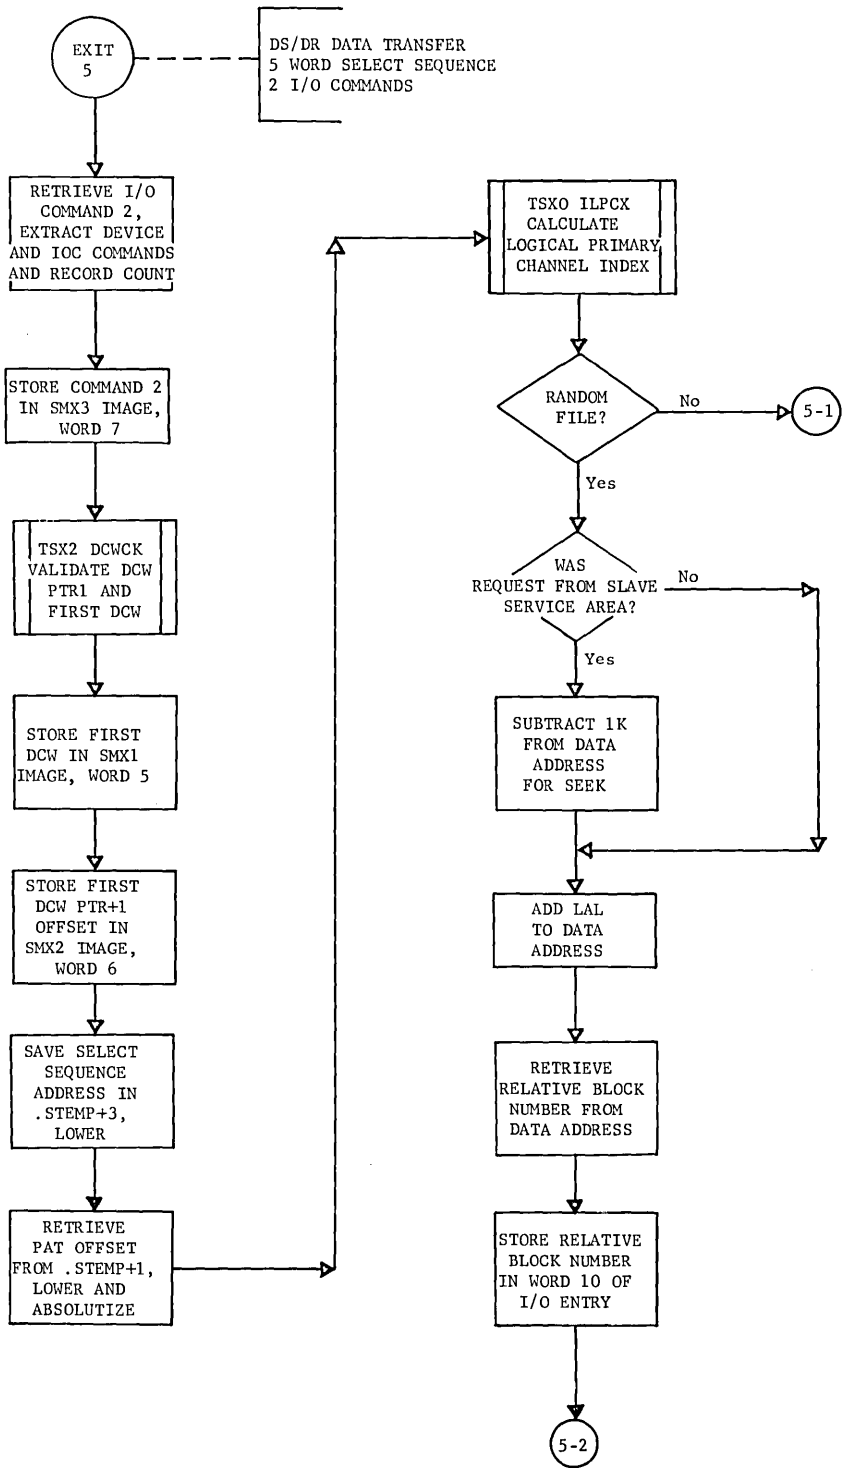 EXIT
5
DS/DR DATA TRANSFER
5 WORD SELECT SEQUENCE
2 I/O COMMANDS
RETRIEVE I/O
COMMAND 2,
EXTRACT DEVICE
AND IOC COMMANDS
AND RECORD COUNT
STORE COMMAND 2
IN SMX3 IMAGE,
WORD 7
TSX2 DCWCK
VALIDATE DCW
PTR1 AND
FIRST DCW
STORE FIRST
DCW IN SMX1
IMAGE, WORD 5
STORE FIRST
DCW PTR+1
OFFSET IN
SMX2 IMAGE,
WORD 6
SAVE SELECT
SEQUENCE
ADDRESS IN
.STEMP+3,
LOWER
RETRIEVE
PAT OFFSET
FROM .STEMP+1,
LOWER AND
ABSOLUTIZE
TSX0 ILPCX
CALCULATE
LOGICAL PRIMARY
CHANNEL INDEX
RANDOM
FILE?
No
5-1
Yes
WAS
REQUEST FROM SLAVE
SERVICE AREA?
No
Yes
SUBTRACT 1K
FROM DATA
ADDRESS
FOR SEEK
ADD LAL
TO DATA
ADDRESS
RETRIEVE
RELATIVE BLOCK
NUMBER FROM
DATA ADDRESS
STORE RELATIVE
BLOCK NUMBER
IN WORD 10 OF
I/O ENTRY
5-2